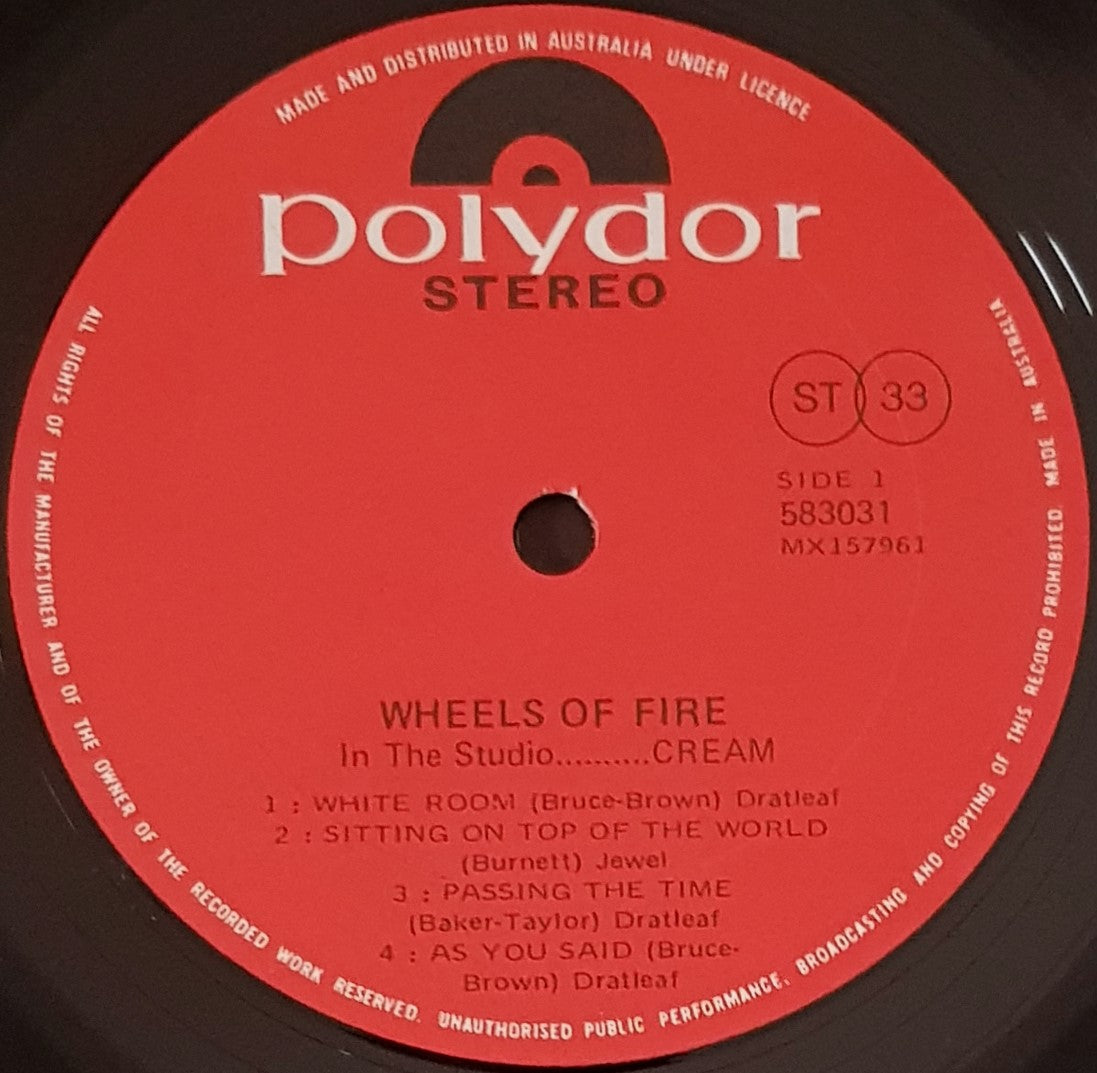 MADE AND DISTRIBUTED IN AUSTRALIA UNDER LICENCE
polydor
STEREO
ST 33
SIDE 1
583031
MX157961
WHEELS OF FIRE
In The Studio..........CREAM
1 : WHITE ROOM (Bruce-Brown) Dratleaf
2 : SITTING ON TOP OF THE WORLD
(Burnett) Jewel
3 : PASSING THE TIME
(Baker-Taylor) Dratleaf
4 : AS YOU SAID (Bruce-
Brown) Dratleaf
ALL RIGHTS OF THE MANUFACTURER AND OF THE OWNER OF THE RECORDED WORK RESERVED. UNAUTHORISED PUBLIC PERFORMANCE, BROADCASTING AND COPYING OF THIS RECORD PROHIBITED MADE IN AUSTRALIA